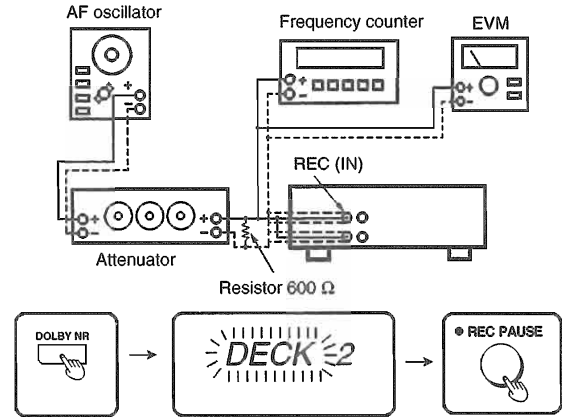 AF oscillator
Frequency counter
EVM
+
−
+
−
+
−
REC (IN)
+
−
+
−
Attenuator
Resistor 600 Ω
DOLBY NR
DECK 2
REC PAUSE